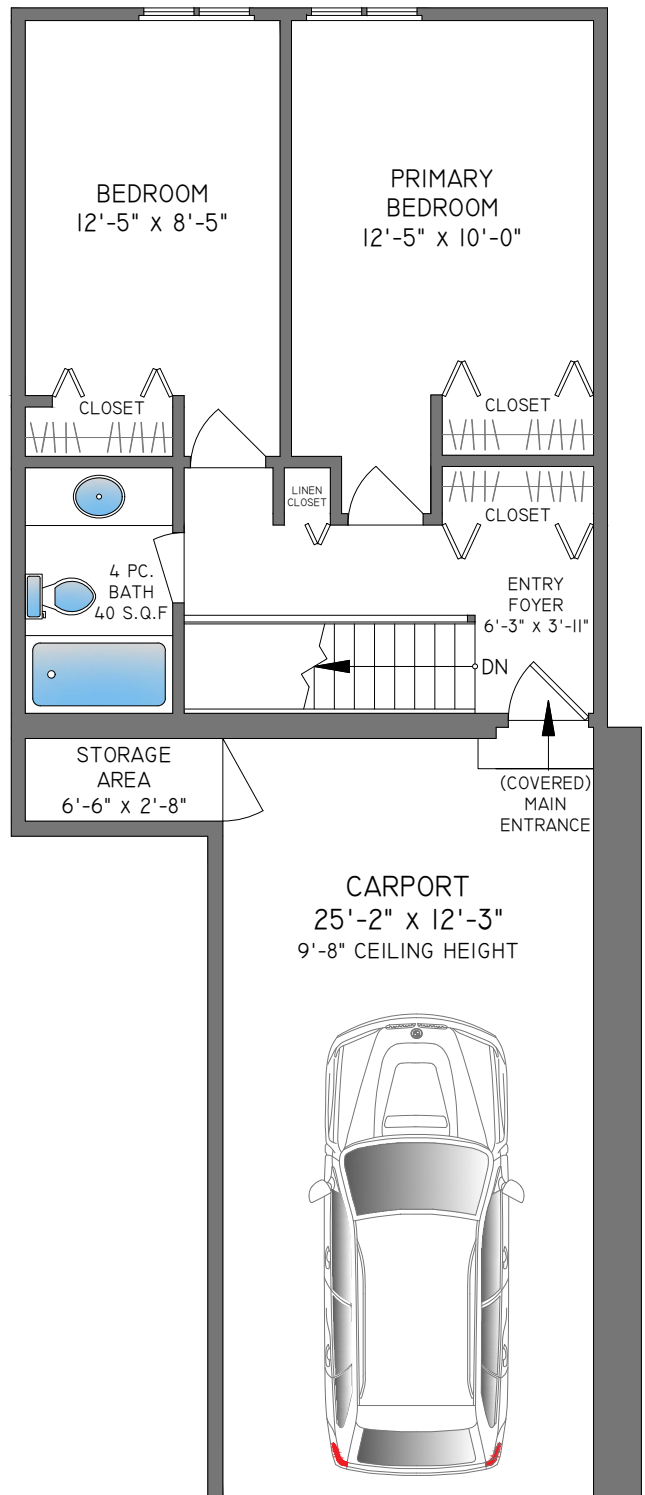 BEDROOM
12'-5" X 8'-5"
PRIMARY
BEDROOM
12'-5" X 10'-0"
CLOSET
CLOSET
LINEN
CLOSET
CLOSET
4 PC.
BATH
40 S.Q.F
ENTRY
FOYER
6'-3" X 3'-11"
DN
STORAGE
AREA
6'-6" X 2'-8"
(COVERED)
MAIN
ENTRANCE
CARPORT
25'-2" X 12'-3"
9'-8" CEILING HEIGHT